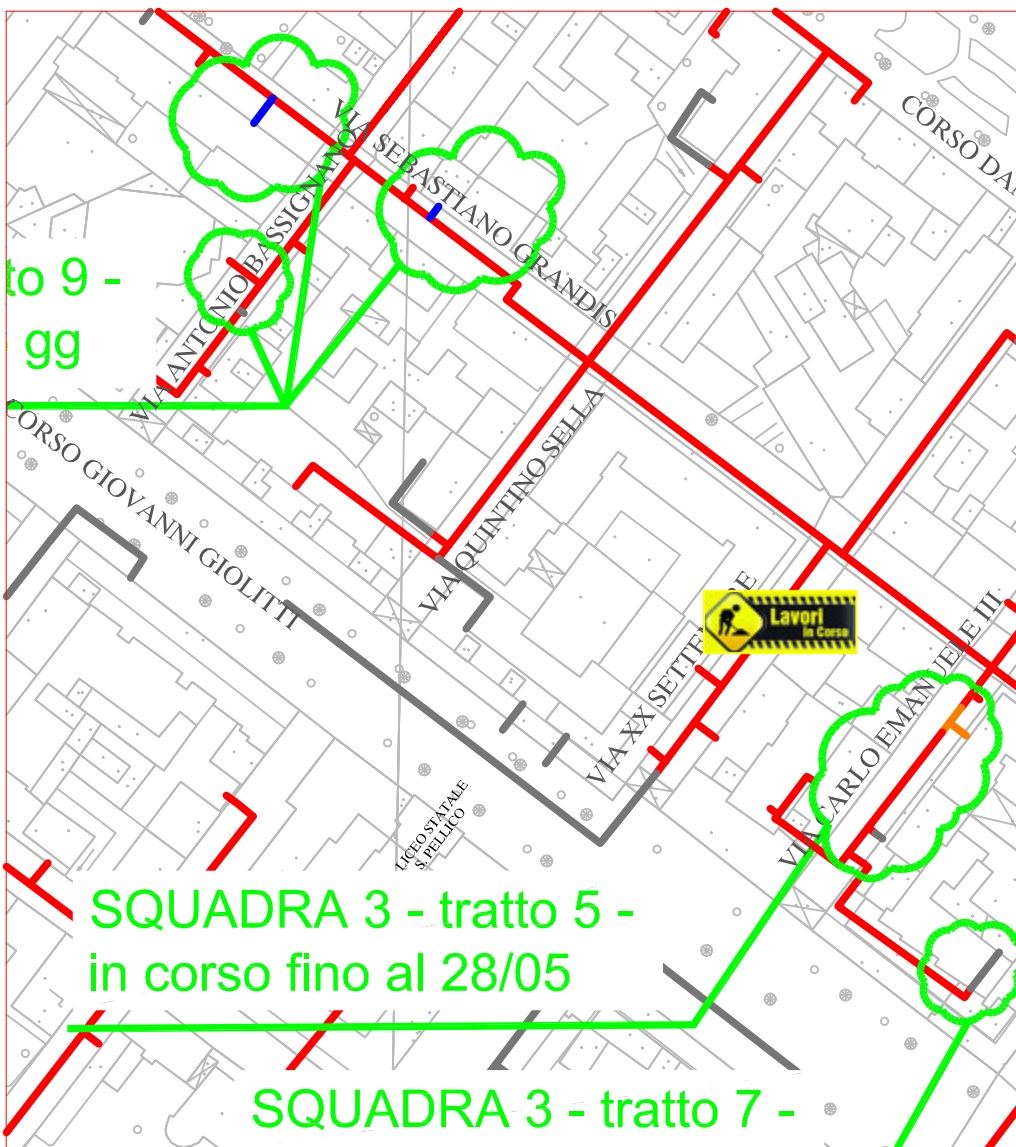 VIA SEBASTIANO GRANDIS
CORSO DA
VIA ANTONIO BASSIGNANO
to 9 -
gg
CORSO GIOVANNI GIOLITTI
VIA QUINTINO SELLA
VIA XX SETTE RE
Lavori
in Corso
VIA CARLO EMANUELE III
LICEO STATALE
S. PELLICO
SQUADRA 3 - tratto 5 -
in corso fino al 28/05
SQUADRA 3 - tratto 7 -